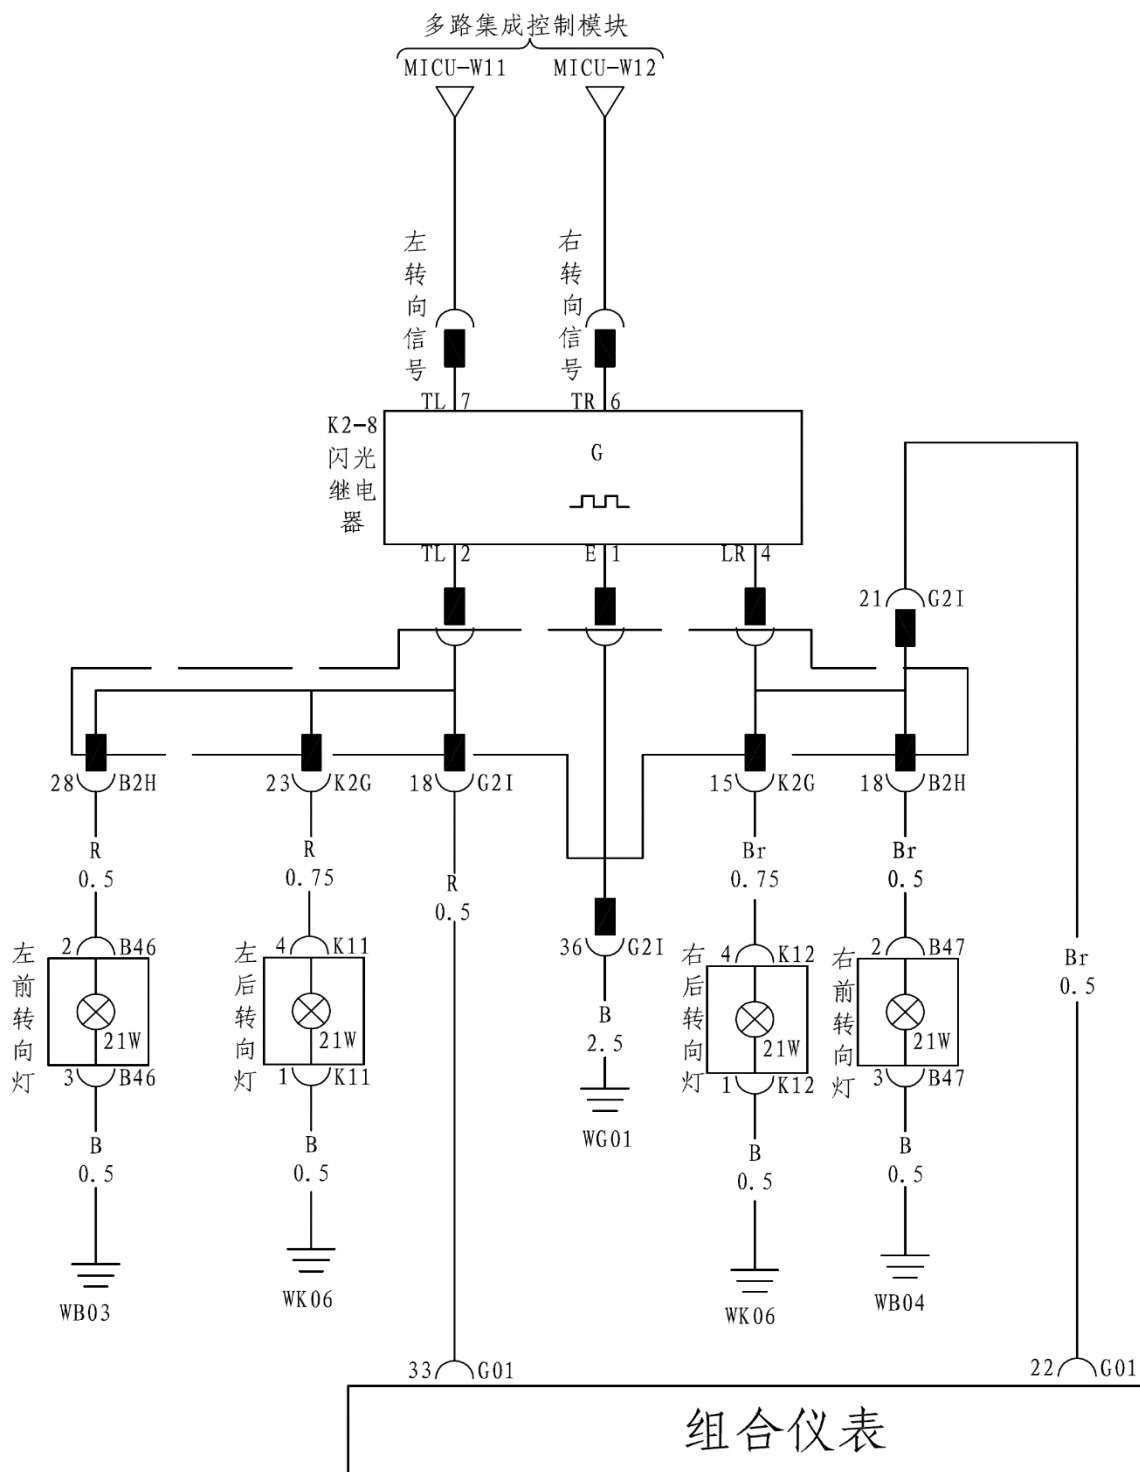 多路集成控制模块
MICU-W11 MICU-W12
左转向信号
右转向信号
TL 7 TR 6
K2-8
闪光
继电
器
G
TL 2 E 1 LR 4
21 G2I
28 B2H 23 K2G 18 G2I 15 K2G 18 B2H
R R R Br Br
0.5 0.75 0.5 0.75 0.5
36 G2I
Br
0.5
左前转向灯
2 B46
21W
3 B46
左后转向灯
4 K11
21W
1 K11
B
2.5
WG01
右后转向灯
4 K12
21W
1 K12
右前转向灯
2 B47
21W
3 B47
B B B B
0.5 0.5 0.5 0.5
WB03 WK06 WK06 WB04
33 G01 22 G01
组合仪表